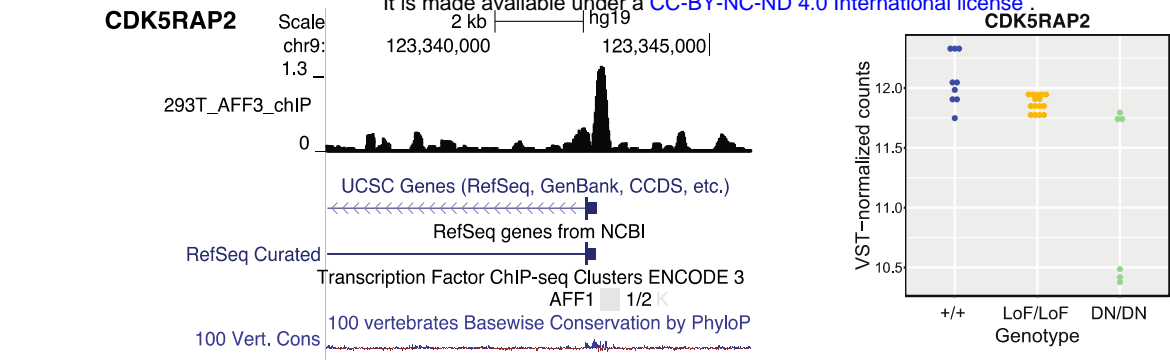 It is made available under a CC-BY-NC-ND 4.0 International license .
CDK5RAP2
Scale
2 kb
hg19
chr9:
123,340,000
123,345,000
1.3
293T_AFF3_chIP
0
UCSC Genes (RefSeq, GenBank, CCDS, etc.)
RefSeq genes from NCBI
RefSeq Curated
Transcription Factor ChIP-seq Clusters ENCODE 3
AFF1 1/2 K
100 vertebrates Basewise Conservation by PhyloP
100 Vert. Cons
CDK5RAP2
VST−normalized counts
12.0
11.5
11.0
10.5
+/+ LoF/LoF DN/DN
Genotype